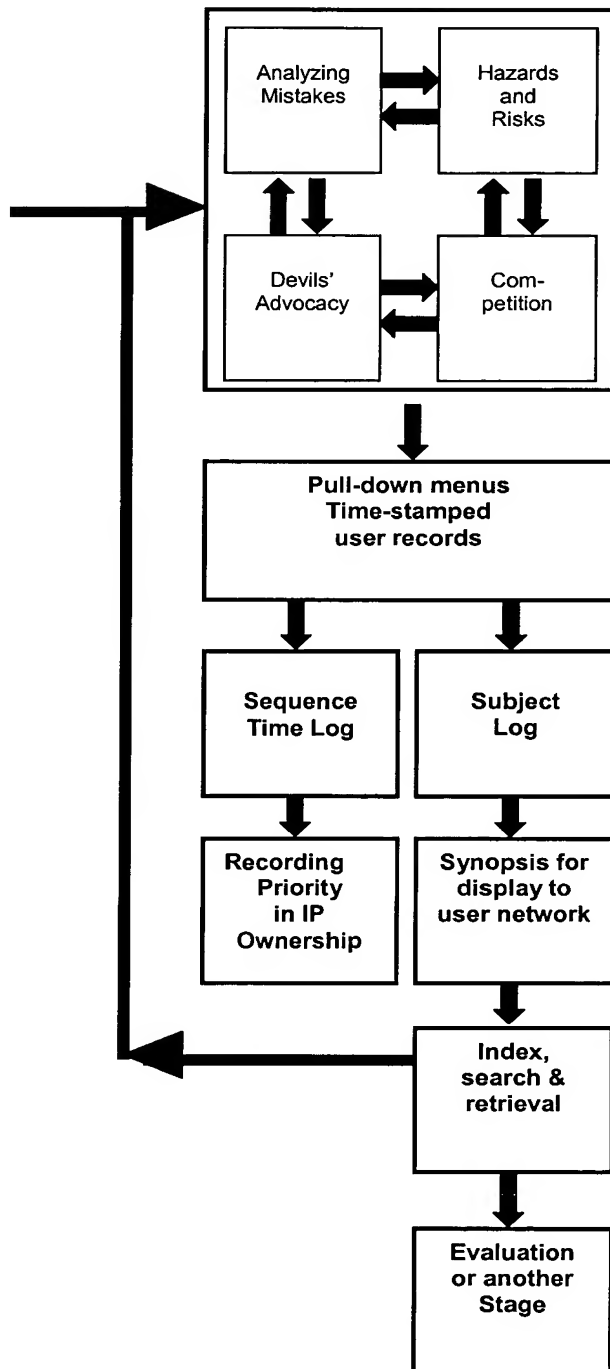 Analyzing
Mistakes
Hazards
and
Risks
Devils'
Advocacy
Com-
petition
Pull-down menus
Time-stamped
user records
Sequence
Time Log
Subject
Log
Recording
Priority
in IP
Ownership
Synopsis for
display to
user network
Index,
search &
retrieval
Evaluation
or another
Stage